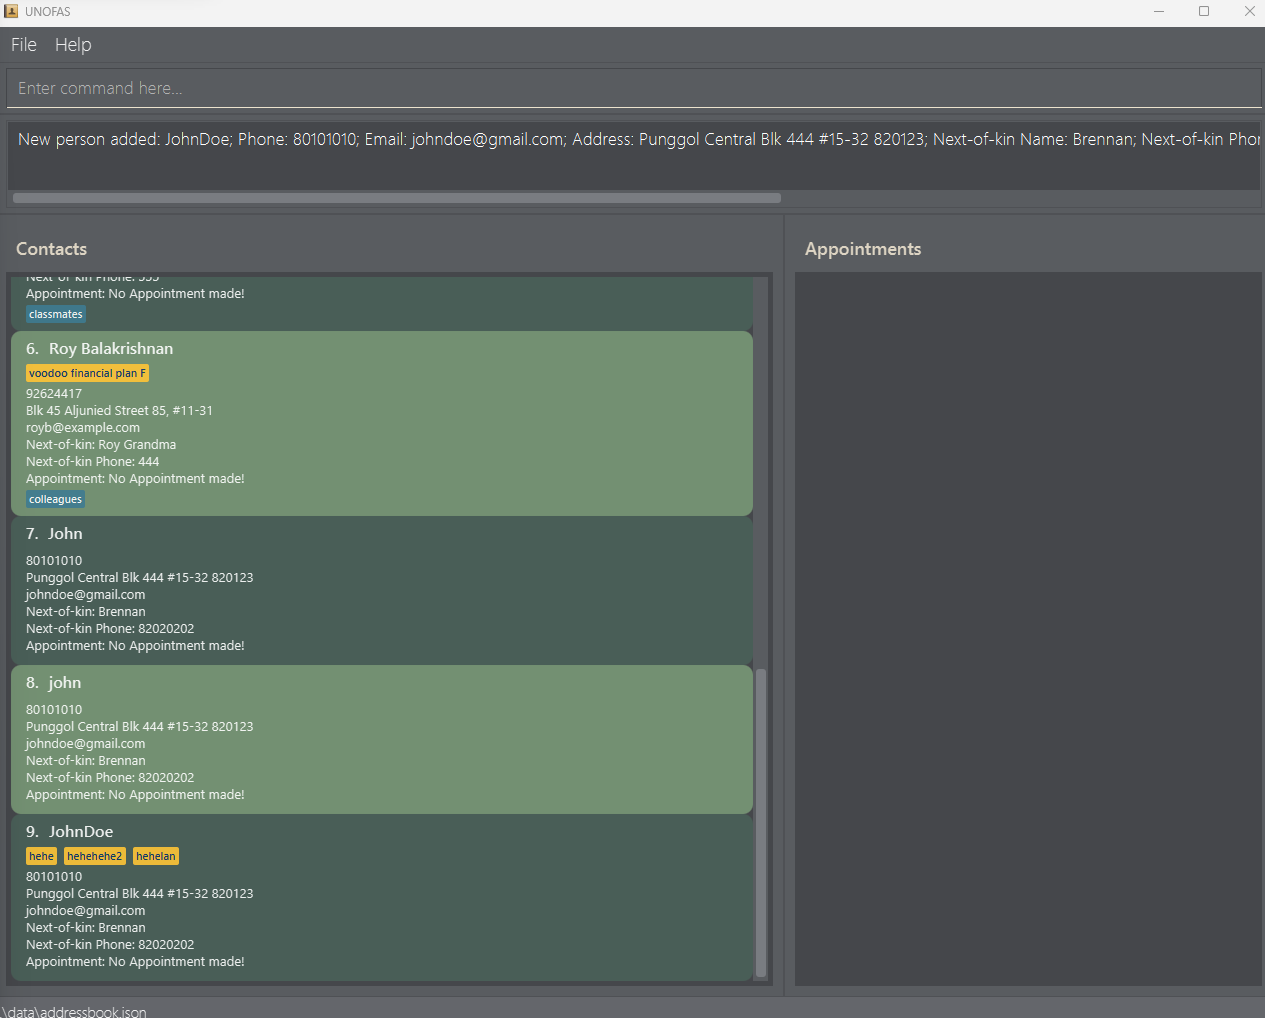 UNOFAS
File Help
Enter command here...
New person added: JohnDoe; Phone: 80101010; Email: johndoe@gmail.com; Address: Punggol Central Blk 444 #15-32 820123; Next-of-kin Name: Brennan; Next-of-kin Phor
Contacts
Next-of-kin Phone: 333
Appointment: No Appointment made!
classmates
6. Roy Balakrishnan
voodoo financial plan F
92624417
Blk 45 Aljunied Street 85, #11-31
royb@example.com
Next-of-kin: Roy Grandma
Next-of-kin Phone: 444
Appointment: No Appointment made!
colleagues
7. John
80101010
Punggol Central Blk 444 #15-32 820123
johndoe@gmail.com
Next-of-kin: Brennan
Next-of-kin Phone: 82020202
Appointment: No Appointment made!
8. john
80101010
Punggol Central Blk 444 #15-32 820123
johndoe@gmail.com
Next-of-kin: Brennan
Next-of-kin Phone: 82020202
Appointment: No Appointment made!
9. JohnDoe
hehe hehehehe2 hehelan
80101010
Punggol Central Blk 444 #15-32 820123
johndoe@gmail.com
Next-of-kin: Brennan
Next-of-kin Phone: 82020202
Appointment: No Appointment made!
Appointments
.\data\addressbook.json